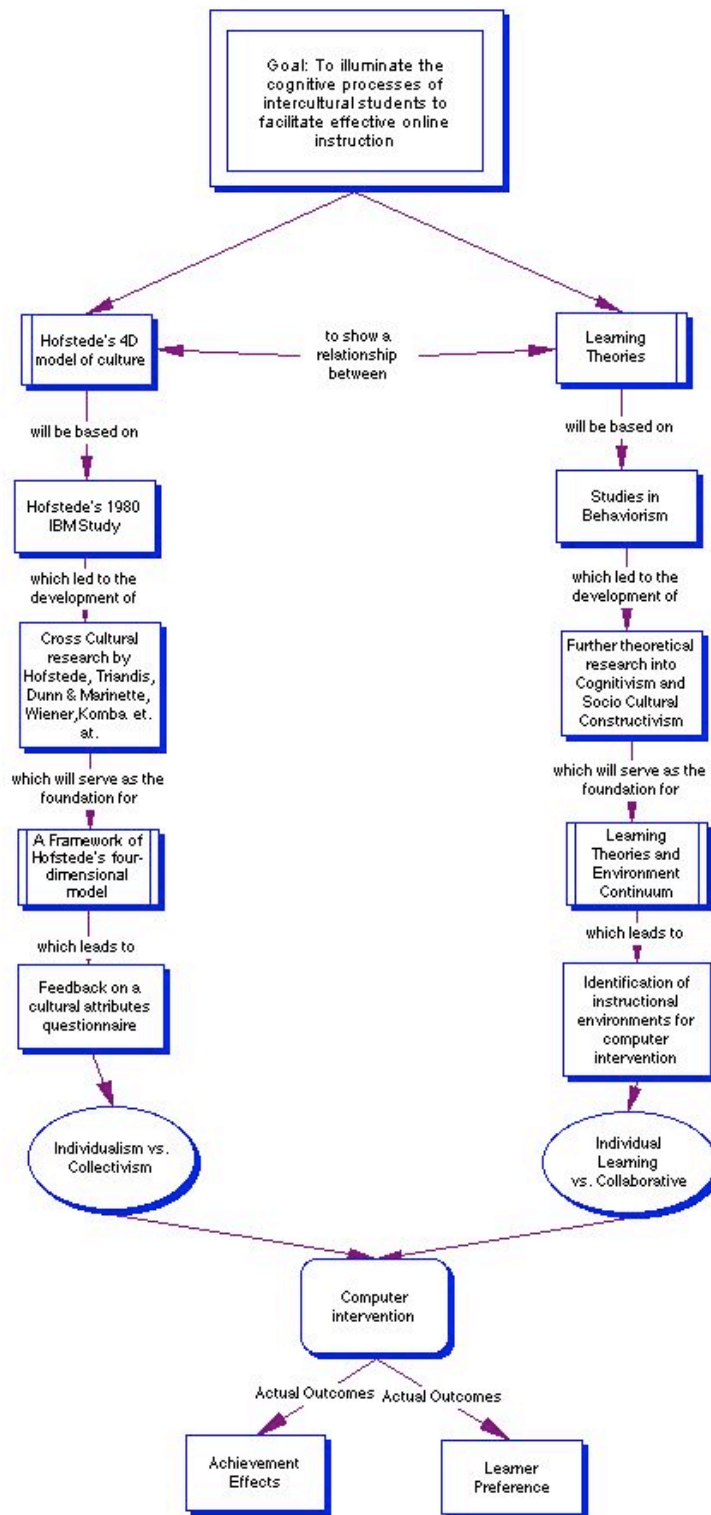 Goal: To illuminate the
cognitive processes of
intercultural students to
facilitate effective online
instruction
Hofstede's 4D
model of culture
to show a
relationship
between
Learning
Theories
will be based on
will be based on
Hofstede's 1980
IBM Study
Studies in
Behaviorism
which led to the
development of
which led to the
development of
Cross Cultural
research by
Hofstede, Triandis,
Dunn & Marinette,
Wiener,Komba. et.
at.
Further theoretical
research into
Cognitivism and
Socio Cultural
Constructivism
which will serve as the
foundation for
which will serve as the
foundation for
A Framework of
Hofstede's four-
dimensional
model
Learning
Theories and
Environment
Continuum
which leads to
which leads to
Feedback on a
cultural attributes
questionnaire
Identification of
instructional
environments for
computer
intervention
Individualism vs.
Collectivism
Individual
Learning
vs. Collaborative
Computer
intervention
Actual Outcomes
Actual Outcomes
Achievement
Effects
Learner
Preference